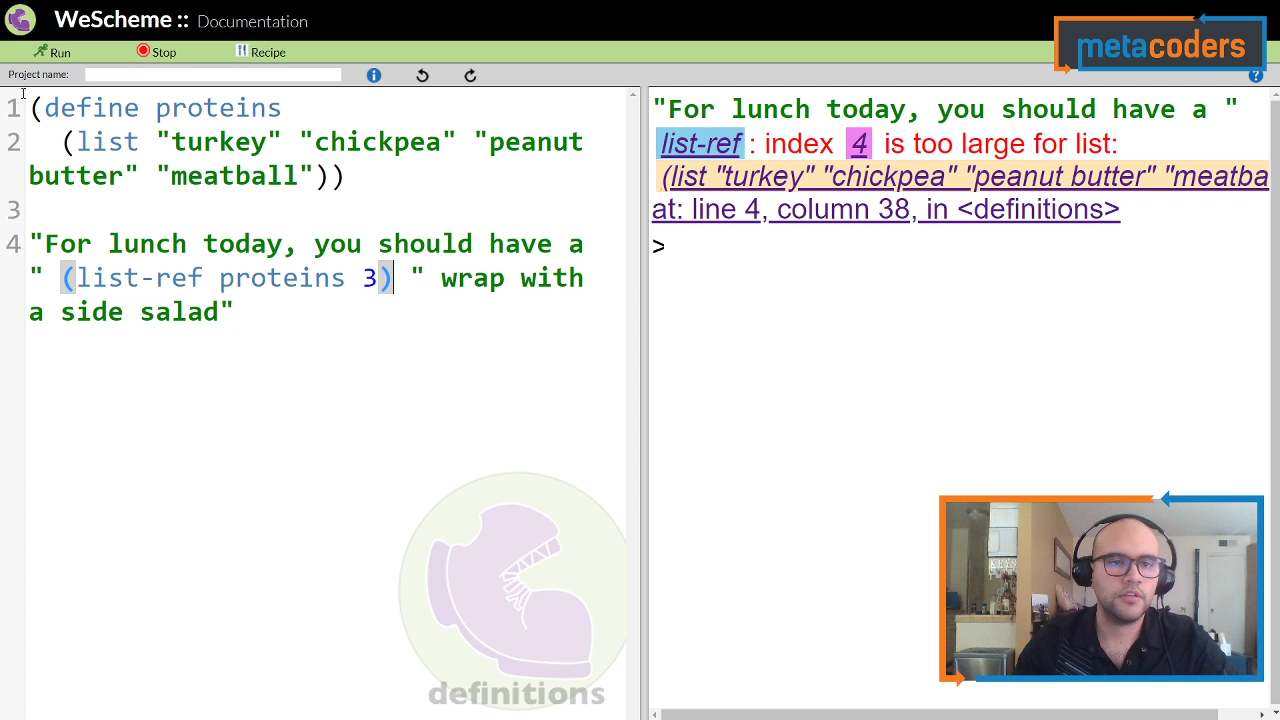 WeScheme :: Documentation
metacoders
Run Stop Recipe
Project name:
1 (define proteins
2 (list "turkey" "chickpea" "peanut
butter" "meatball"))
3
4 "For lunch today, you should have a
" (list-ref proteins 3) " wrap with
a side salad"
definitions
"For lunch today, you should have a "
list-ref : index 4 is too large for list:
(list "turkey" "chickpea" "peanut butter" "meatba
at: line 4, column 38, in <definitions>
>